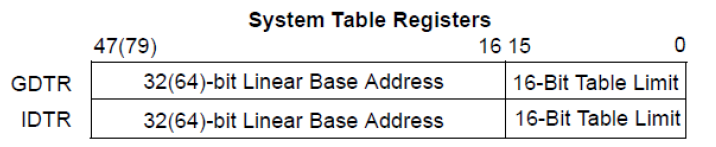 System Table Registers
47(79) 16 15 0
GDTR 32(64)-bit Linear Base Address 16-Bit Table Limit
IDTR 32(64)-bit Linear Base Address 16-Bit Table Limit